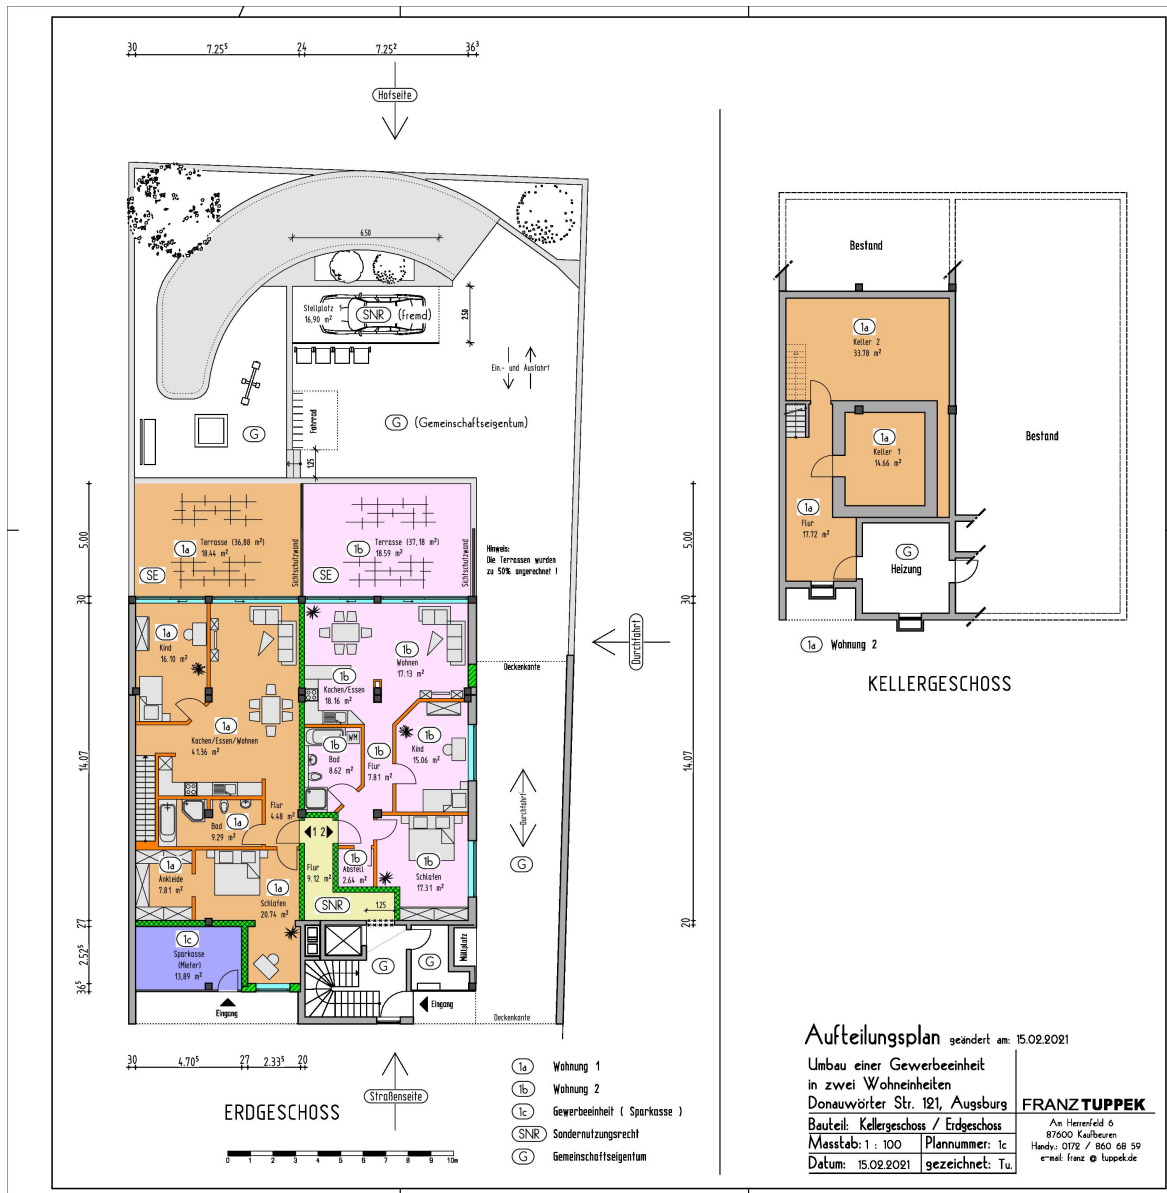 30 7.25⁵ 24 7.25² 36³
Hofseite
6.50
Stellplatz 1
16,90 m²
SNR (Fremd)
2.50
Ein- und Ausfahrt
Fahrrad
G (Gemeinschaftseigentum)
G
1.25
5.00
30
14.07
27
2.52⁵
36⁵
1a Terrasse (36,88 m²)
18.44 m²
SE
Sichtschutzwand
1b Terrasse (37,18 m²)
18.59 m²
SE
Sichtschutzwand
Hinweis:
Die Terrassen wurden
zu 50% angerechnet !
5.00
30
14.07
20
1a
Kind
16.10 m²
1b
Wohnen
17.13 m²
1b
Kochen/Essen
18.16 m²
Durchfahrt
Deckenkante
1a
Kochen/Essen/Wohnen
41.36 m²
1b
Bad
8.62 m²
WM
1b
Flur
7.81 m²
1b
Kind
15.06 m²
Flur
4.48 m²
Bad 1a
9.29 m²
1 2
Durchfahrt
G
1a
Ankleide
7.81 m²
1a
Schlafen
20.74 m²
Flur
9.12 m²
1b
Abstell
2.64 m²
1b
Schlafen
17.31 m²
SNR
1.25
1c
Sparkasse
(Mieter)
13,89 m²
G
G
Müllplatz
Eingang
Eingang
Deckenkante
30 4.70⁵ 27 2.33⁵ 20
Straßenseite
ERDGESCHOSS
0 1 2 3 4 5 6 7 8 9 10m
1a Wohnung 1
1b Wohnung 2
1c Gewerbeeinheit ( Sparkasse )
SNR Sondernutzungsrecht
G Gemeinschaftseigentum
Bestand
1a
Keller 2
33.78 m²
1a
Keller 1
14.66 m²
Bestand
1a
Flur
17.72 m²
G
Heizung
1a Wohnung 2
KELLERGESCHOSS
Aufteilungsplan geändert am: 15.02.2021
Umbau einer Gewerbeeinheit
in zwei Wohneinheiten
Donauwörter Str. 121, Augsburg
Bauteil: Kellergeschoss / Erdgeschoss
Masstab: 1 : 100 Plannummer: 1c
Datum: 15.02.2021 gezeichnet: Tu.
FRANZ TUPPEK
Am Herrenfeld 6
87600 Kaufbeuren
Handy.: 0172 / 860 68 59
e-mail: franz @ tuppek.de